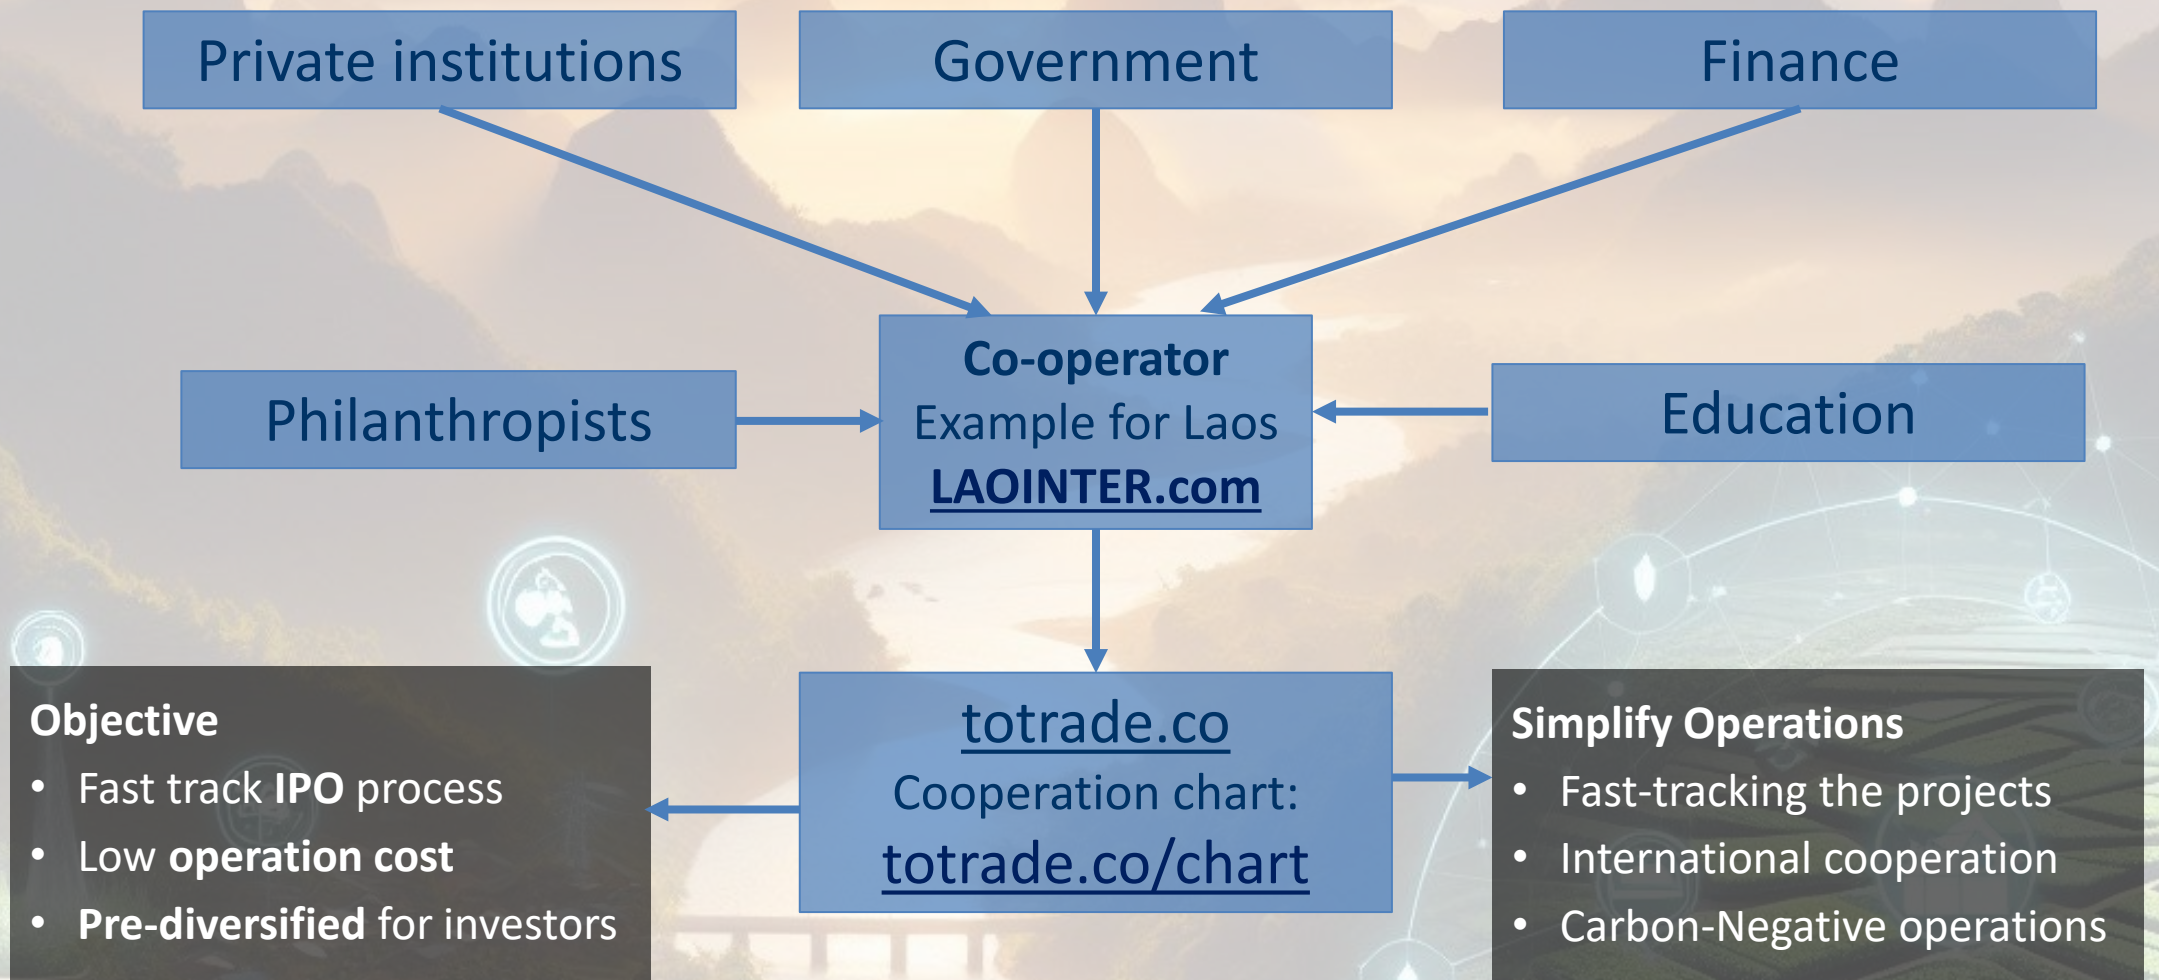 Private institutions
Government
Finance
Philanthropists
Co-operator
Example for Laos
LAOINTER.com
Education
Objective
• Fast track IPO process
• Low operation cost
• Pre-diversified for investors
totrade.co
Cooperation chart:
totrade.co/chart
Simplify Operations
• Fast-tracking the projects
• International cooperation
• Carbon-Negative operations